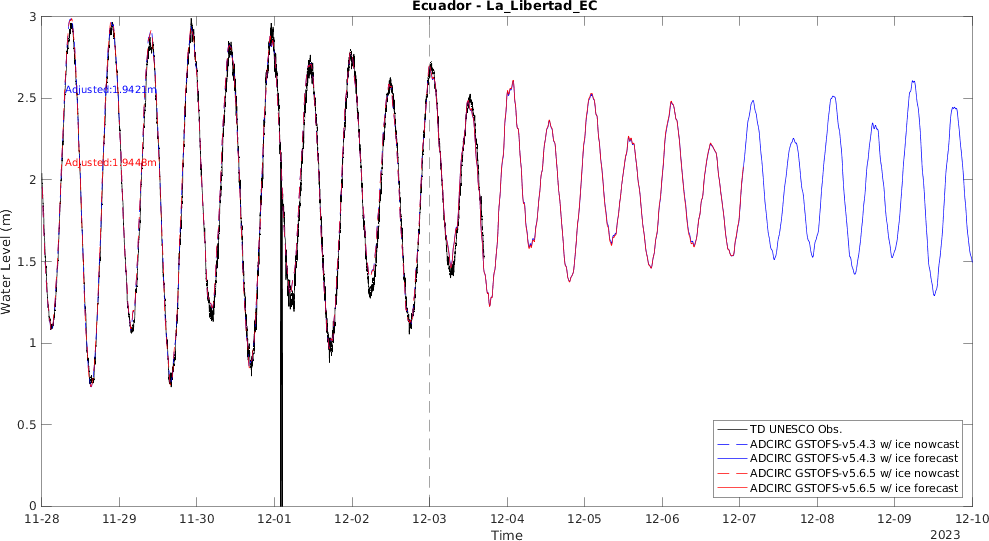 Ecuador - La_Libertad_EC
3
2.5
2
1.5
1
0.5
0
Water Level (m)
Adjusted:1.9421m
Adjusted:1.9443m
TD UNESCO Obs.
ADCIRC GSTOFS-v5.4.3 w/ ice nowcast
ADCIRC GSTOFS-v5.4.3 w/ ice forecast
ADCIRC GSTOFS-v5.6.5 w/ ice nowcast
ADCIRC GSTOFS-v5.6.5 w/ ice forecast
11-28 11-29 11-30 12-01 12-02 12-03 12-04 12-05 12-06 12-07 12-08 12-09 12-10
Time
2023